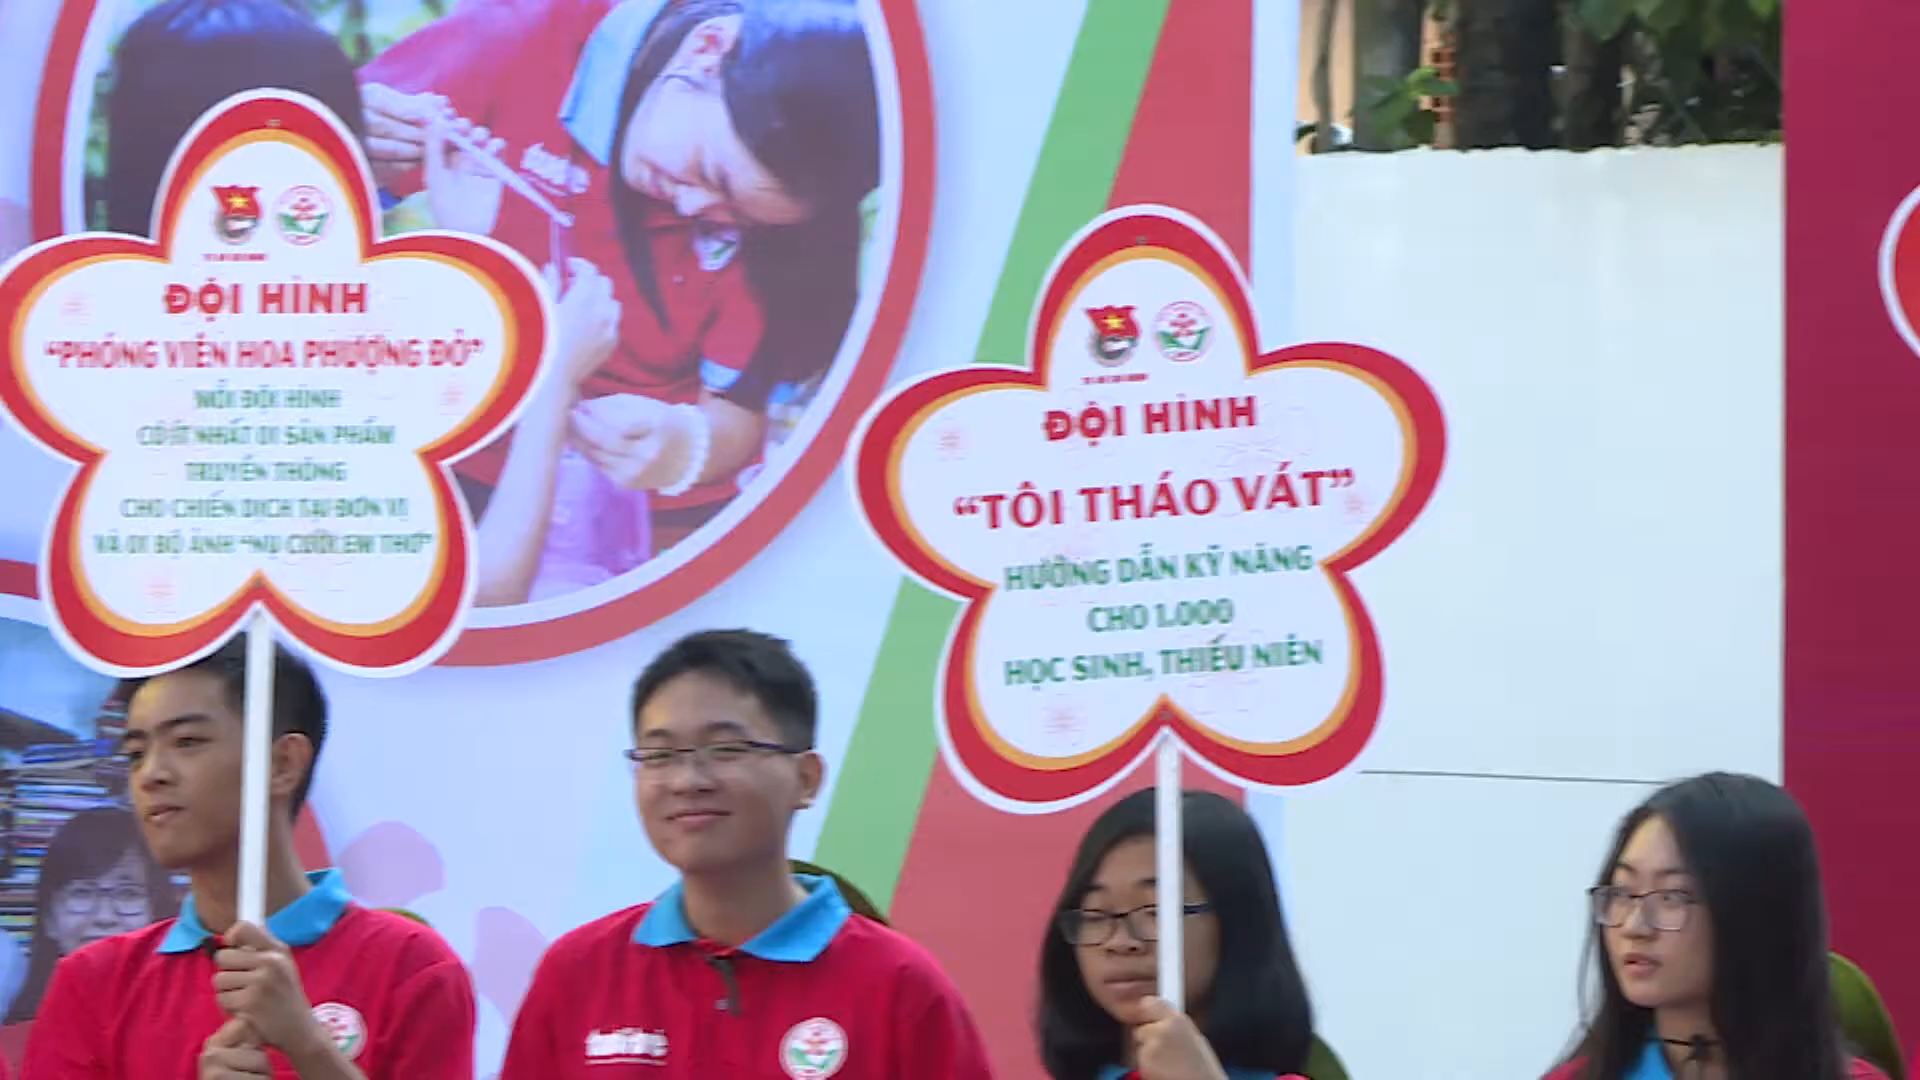 ĐỘI HÌNH
“PHÓNG VIÊN HOA PHƯỢNG ĐỎ”
MỖI ĐỘI HÌNH
CÓ ÍT NHẤT 01 SẢN PHẨM
TRUYỀN THÔNG
CHO CHIẾN DỊCH TẠI ĐƠN VỊ
VÀ 01 BỘ ẢNH “NỤ CƯỜI EM THƠ”
ĐỘI HÌNH
“TÔI THÁO VÁT”
HƯỚNG DẪN KỸ NĂNG
CHO 1.000
HỌC SINH, THIẾU NIÊN